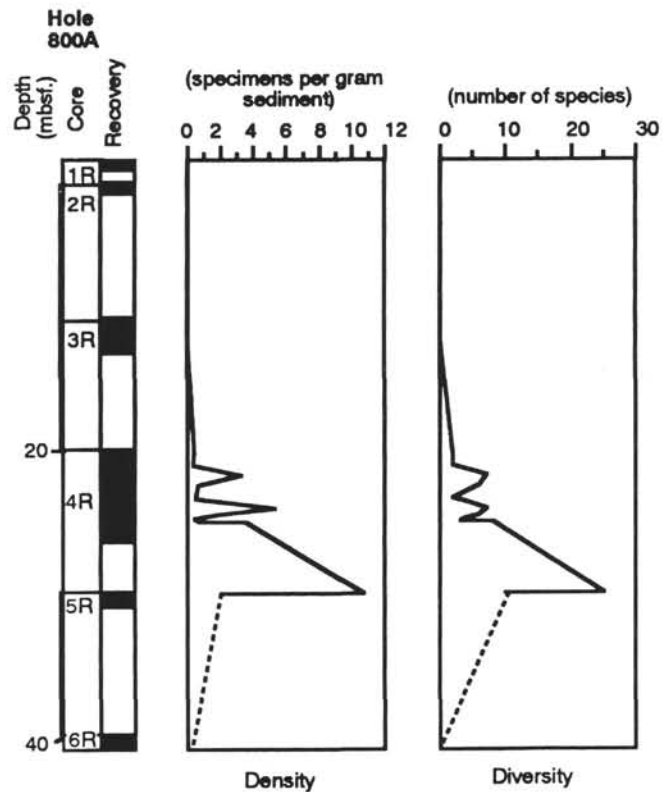 Hole
800A
Depth
(mbsf.)
Core
Recovery
(specimens per gram
sediment)
0 2 4 6 8 10 12
(number of species)
0 10 20 30
1R
2R
3R
20
4R
5R
40
6R
Density
Diversity